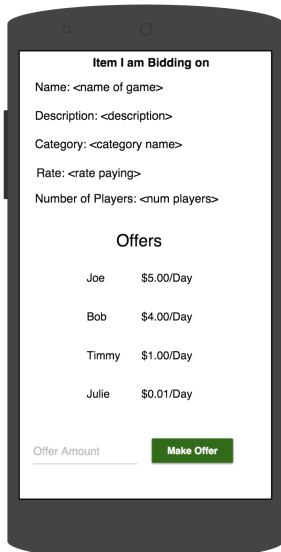 Item I am Bidding on
Name: <name of game>
Description: <description>
Category: <category name>
Rate: <rate paying>
Number of Players: <num players>
Offers
Joe $5.00/Day
Bob $4.00/Day
Timmy $1.00/Day
Julie $0.01/Day
Offer Amount Make Offer